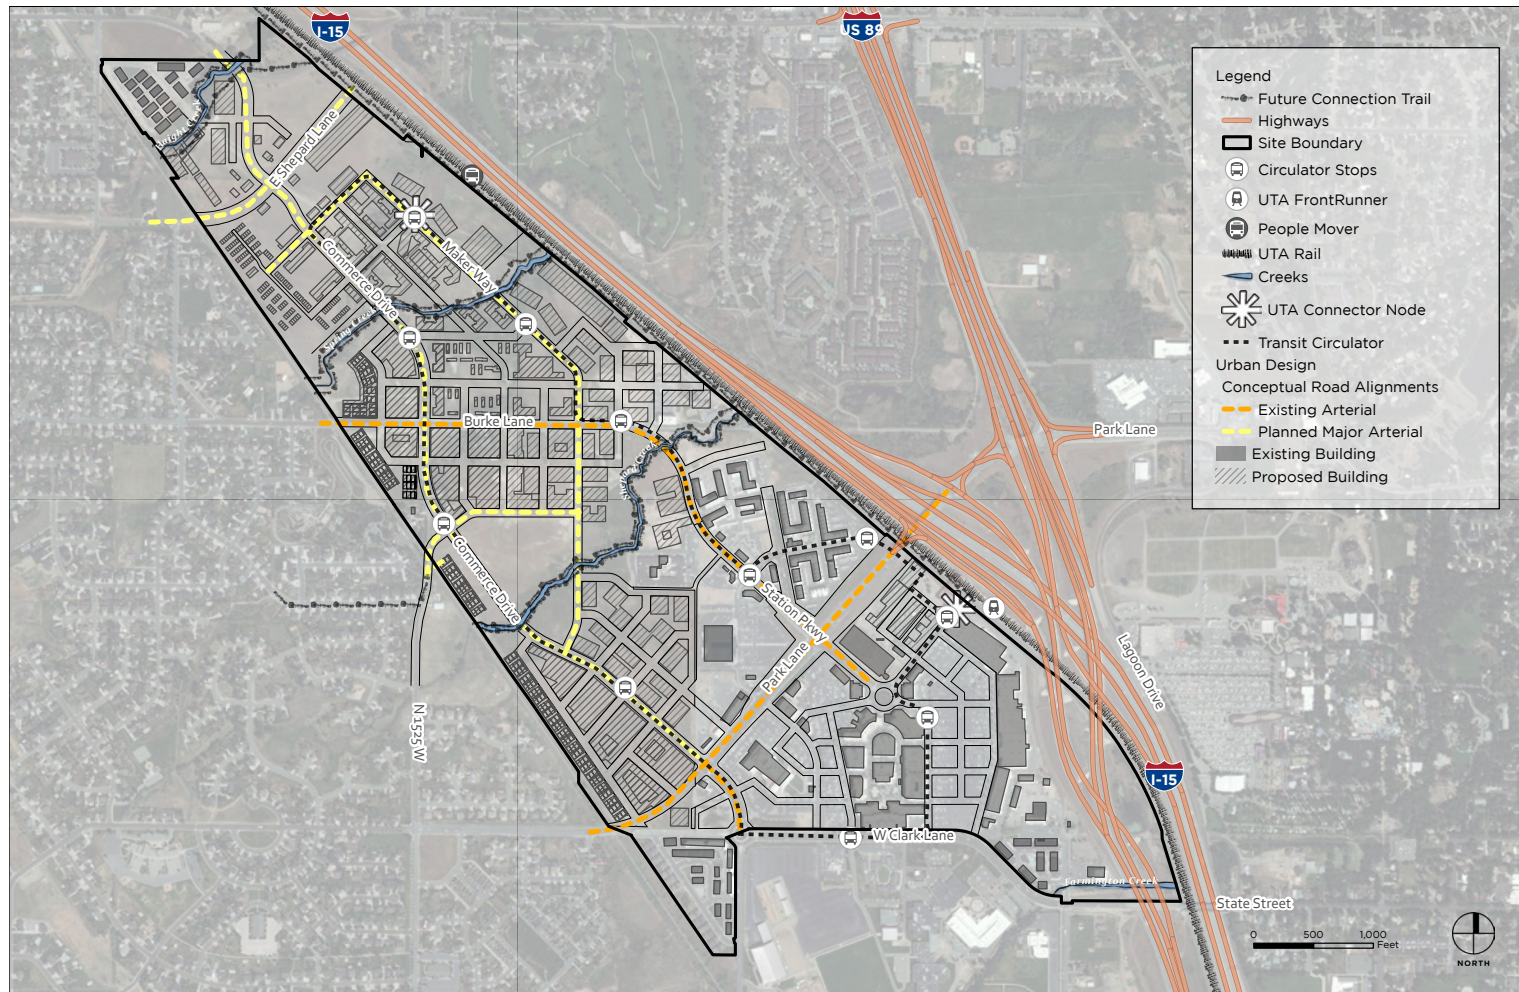 I-15
US 89
Legend
Future Connection Trail
Highways
Site Boundary
Circulator Stops
UTA FrontRunner
People Mover
UTA Rail
Creeks
UTA Connector Node
Transit Circulator
Urban Design
Conceptual Road Alignments
Existing Arterial
Planned Major Arterial
Existing Building
Proposed Building
E Shepard Lane
Maker Way
Commerce Drive
Spring Creek
Burke Lane
Park Lane
Commerce Drive
Station Pkwy
Park Lane
Lagoon Drive
N 1525 W
I-15
W Clark Lane
Farmington Creek
State Street
0 500 1,000
Feet
NORTH